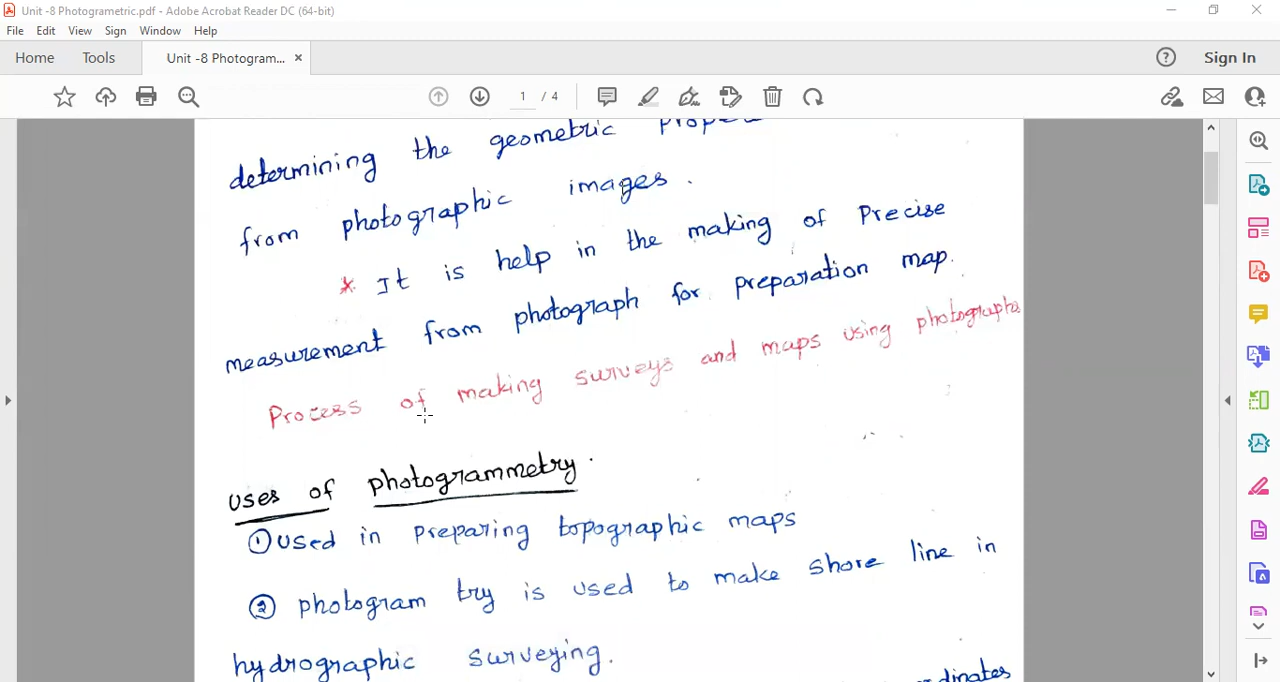 Unit -8 Photogrametric.pdf - Adobe Acrobat Reader DC (64-bit)
File Edit View Sign Window Help
Home Tools Unit -8 Photogram... × Sign In
1 / 4
determining the geometric
from photographic images .
* It is help in the making of Precise
measurement from photograph for preparation map.
Process of making surveys and maps using photographs
uses of photogrammetry.
① used in preparing topographic maps
② photogram try is used to make shore line in
hydrographic surveying.